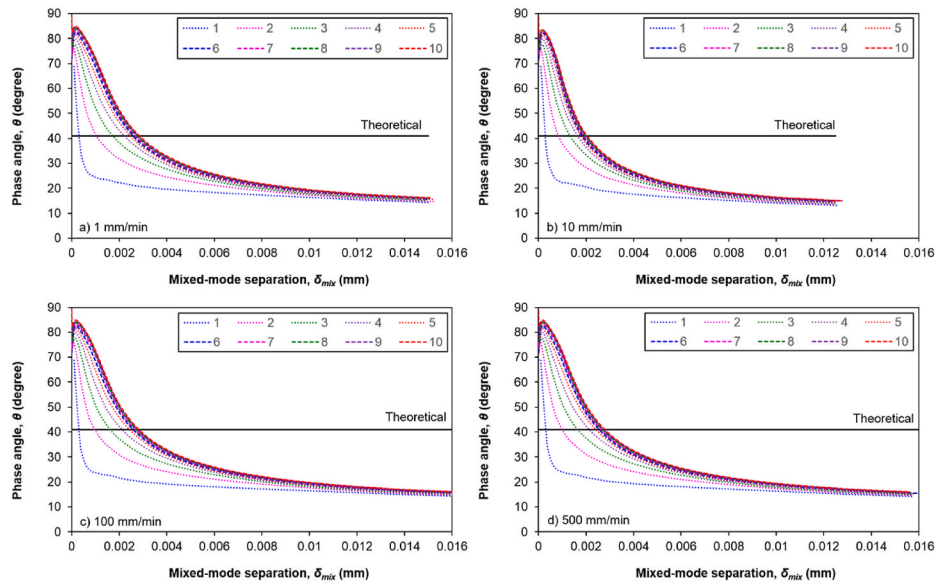 90
80
70
60
50
40
30
20
10
0
Phase angle, θ (degree)
1 2 3 4 5
6 7 8 9 10
Theoretical
a) 1 mm/min
0 0.002 0.004 0.006 0.008 0.01 0.012 0.014 0.016
Mixed-mode separation, δmix (mm)
90
80
70
60
50
40
30
20
10
0
Phase angle, θ (degree)
1 2 3 4 5
6 7 8 9 10
Theoretical
b) 10 mm/min
0 0.002 0.004 0.006 0.008 0.01 0.012 0.014 0.016
Mixed-mode separation, δmix (mm)
90
80
70
60
50
40
30
20
10
0
Phase angle, θ (degree)
1 2 3 4 5
6 7 8 9 10
Theoretical
c) 100 mm/min
0 0.002 0.004 0.006 0.008 0.01 0.012 0.014 0.016
Mixed-mode separation, δmix (mm)
90
80
70
60
50
40
30
20
10
0
Phase angle, θ (degree)
1 2 3 4 5
6 7 8 9 10
Theoretical
d) 500 mm/min
0 0.002 0.004 0.006 0.008 0.01 0.012 0.014 0.016
Mixed-mode separation, δmix (mm)